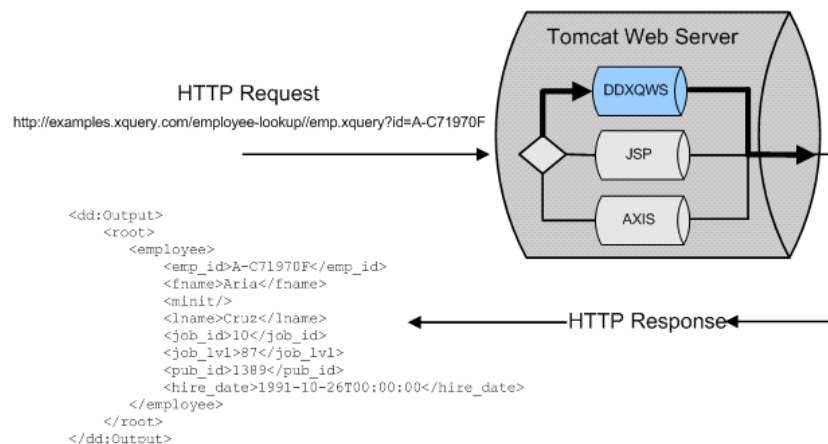 Tomcat Web Server
DDXQWS
HTTP Request
http://examples.xquery.com/employee-lookup//emp.xquery?id=A-C71970F
JSP
AXIS
<dd:Output>
<root>
<employee>
<emp_id>A-C71970F</emp_id>
<fname>Aria</fname>
<minit/>
<lname>Cruz</lname>
<job_id>10</job_id>
<job_lvl>87</job_lvl>
<pub_id>1389</pub_id>
<hire_date>1991-10-26T00:00:00</hire_date>
</employee>
</root>
</dd:Output>
HTTP Response